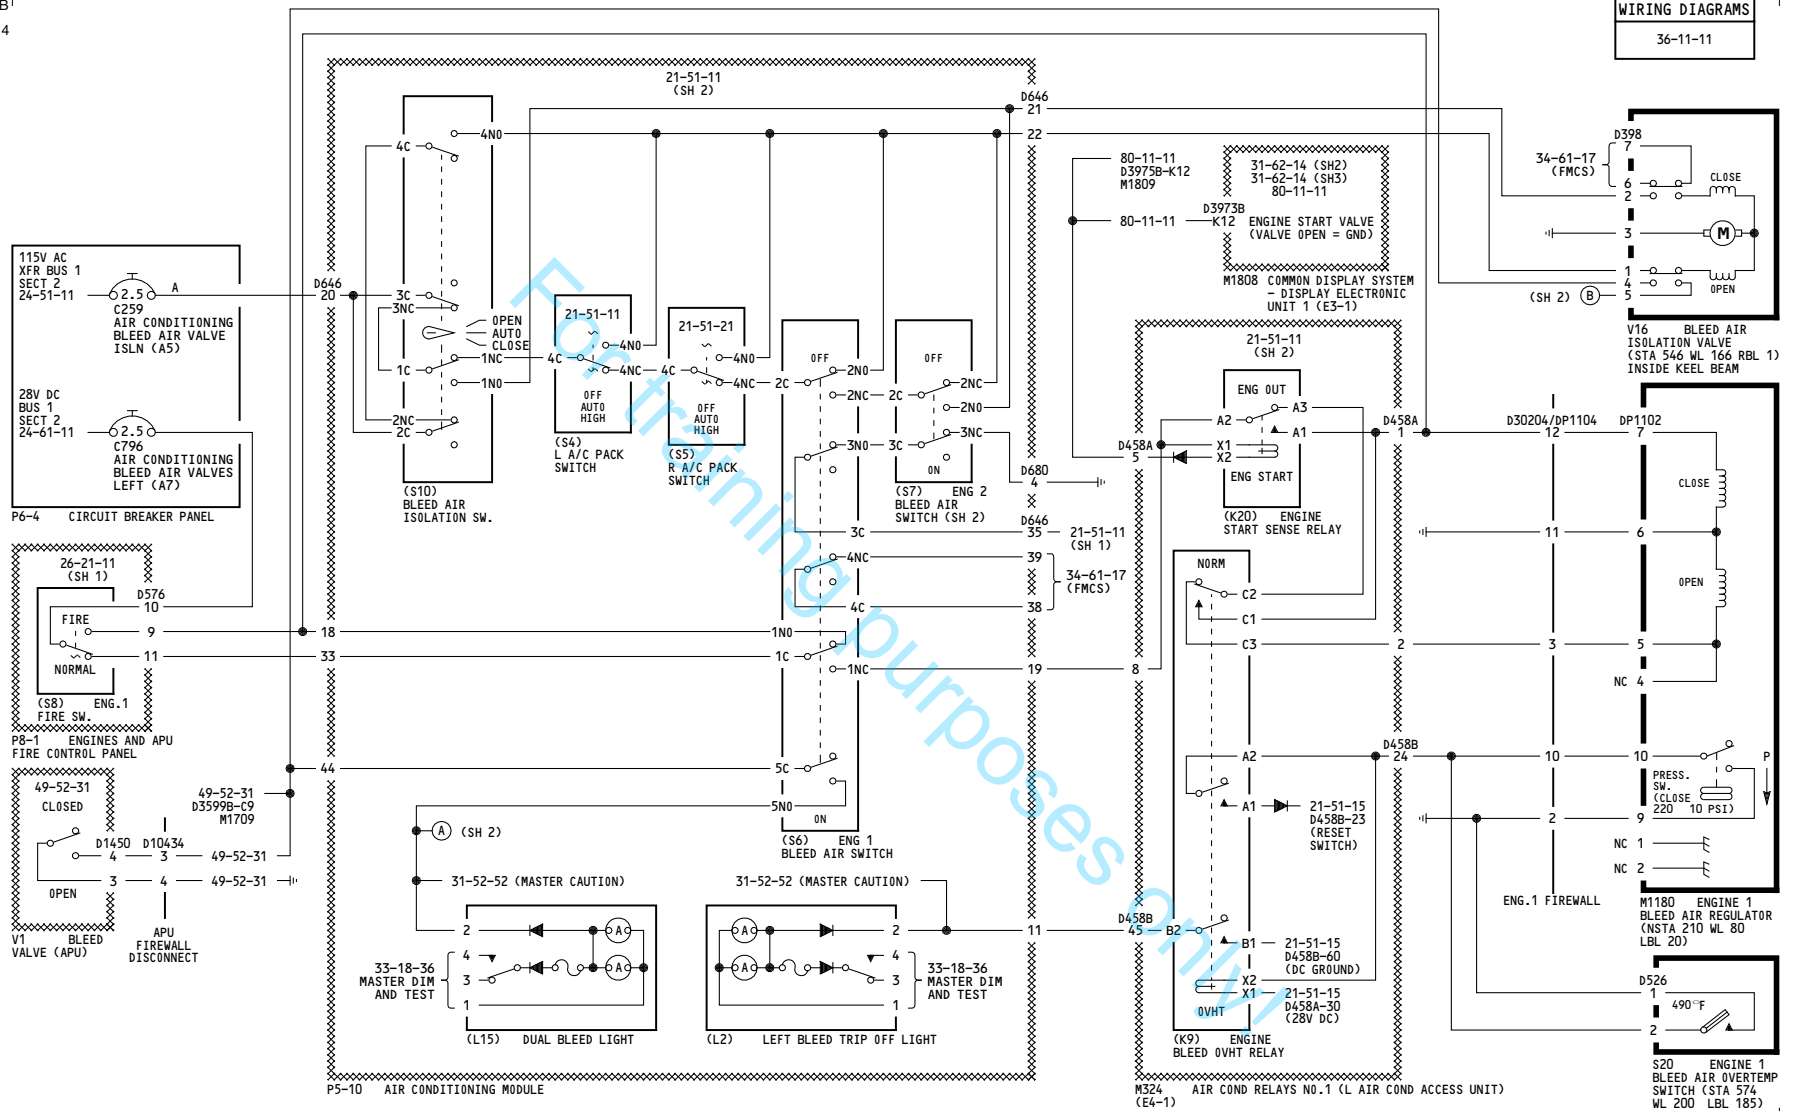 B
4
WIRING DIAGRAMS
36-11-11
21-51-11
(SH 2)
D646
21
22
4N0
4C
80-11-11
D3975B-K12
M1809
80-11-11
31-62-14 (SH2)
31-62-14 (SH3)
80-11-11
D3973B
K12
ENGINE START VALVE
(VALVE OPEN = GND)
M1808 COMMON DISPLAY SYSTEM
- DISPLAY ELECTRONIC
UNIT 1 (E3-1)
D398
7
34-61-17
(FMCS)
6
2
3
1
4
5
CLOSE
M
OPEN
(SH 2) B
V16 BLEED AIR
ISOLATION VALVE
(STA 546 WL 166 RBL 1)
INSIDE KEEL BEAM
115V AC
XFR BUS 1
SECT 2
24-51-11
2.5
A
C259
AIR CONDITIONING
BLEED AIR VALVE
ISLN (A5)
28V DC
BUS 1
SECT 2
24-61-11
2.5
C796
AIR CONDITIONING
BLEED AIR VALVES
LEFT (A7)
P6-4 CIRCUIT BREAKER PANEL
D646
20
3C
3NC
OPEN
AUTO
CLOSE
1NC
1C
1N0
2NC
2C
(S10)
BLEED AIR
ISOLATION SW.
21-51-11
4C
4N0
4NC
OFF
AUTO
HIGH
(S4)
L A/C PACK
SWITCH
21-51-21
4C
4N0
4NC
OFF
AUTO
HIGH
(S5)
R A/C PACK
SWITCH
OFF
2C
2N0
2NC
3N0
3C
4NC
4C
1N0
1C
1NC
5C
5N0
ON
(S6) ENG 1
BLEED AIR SWITCH
OFF
2C
2NC
2N0
3C
3NC
ON
(S7) ENG 2
BLEED AIR
SWITCH (SH 2)
D680
4
D646
35
21-51-11
(SH 1)
39
38
34-61-17
(FMCS)
19
26-21-11
(SH 1)
D576
10
FIRE
9
11
NORMAL
(S8) ENG.1
FIRE SW.
P8-1 ENGINES AND APU
FIRE CONTROL PANEL
18
33
44
49-52-31
CLOSED
D1450
4
3
OPEN
V1 BLEED
VALVE (APU)
D10434
3
4
APU
FIREWALL
DISCONNECT
49-52-31
D3599B-C9
M1709
49-52-31
49-52-31
A (SH 2)
31-52-52 (MASTER CAUTION)
31-52-52 (MASTER CAUTION)
2
4
3
1
33-18-36
MASTER DIM
AND TEST
A
A
(L15) DUAL BLEED LIGHT
A
A
2
4
3
1
33-18-36
MASTER DIM
AND TEST
(L2) LEFT BLEED TRIP OFF LIGHT
11
P5-10 AIR CONDITIONING MODULE
21-51-11
(SH 2)
ENG OUT
A2
A3
A1
X1
X2
ENG START
(K20) ENGINE
START SENSE RELAY
D458A
5
8
D458A
1
NORM
C2
C1
C3
2
A2
A1
D458B
24
21-51-15
D458B-23
(RESET
SWITCH)
D458B
45
B2
B1
21-51-15
D458B-60
(DC GROUND)
X2
X1
21-51-15
D458A-30
(28V DC)
OVHT
(K9) ENGINE
BLEED OVHT RELAY
M324 AIR COND RELAYS NO.1 (L AIR COND ACCESS UNIT)
(E4-1)
D30204/DP1104
12
11
3
10
2
ENG.1 FIREWALL
DP1102
7
CLOSE
6
OPEN
5
NC 4
10
PRESS.
SW.
(CLOSE
220 10 PSI)
P
9
NC 1
NC 2
M1180 ENGINE 1
BLEED AIR REGULATOR
(NSTA 210 WL 80
LBL 20)
D526
1
490°F
2
S20 ENGINE 1
BLEED AIR OVERTEMP
SWITCH (STA 574
WL 200 LBL 185)
For training purposes only!